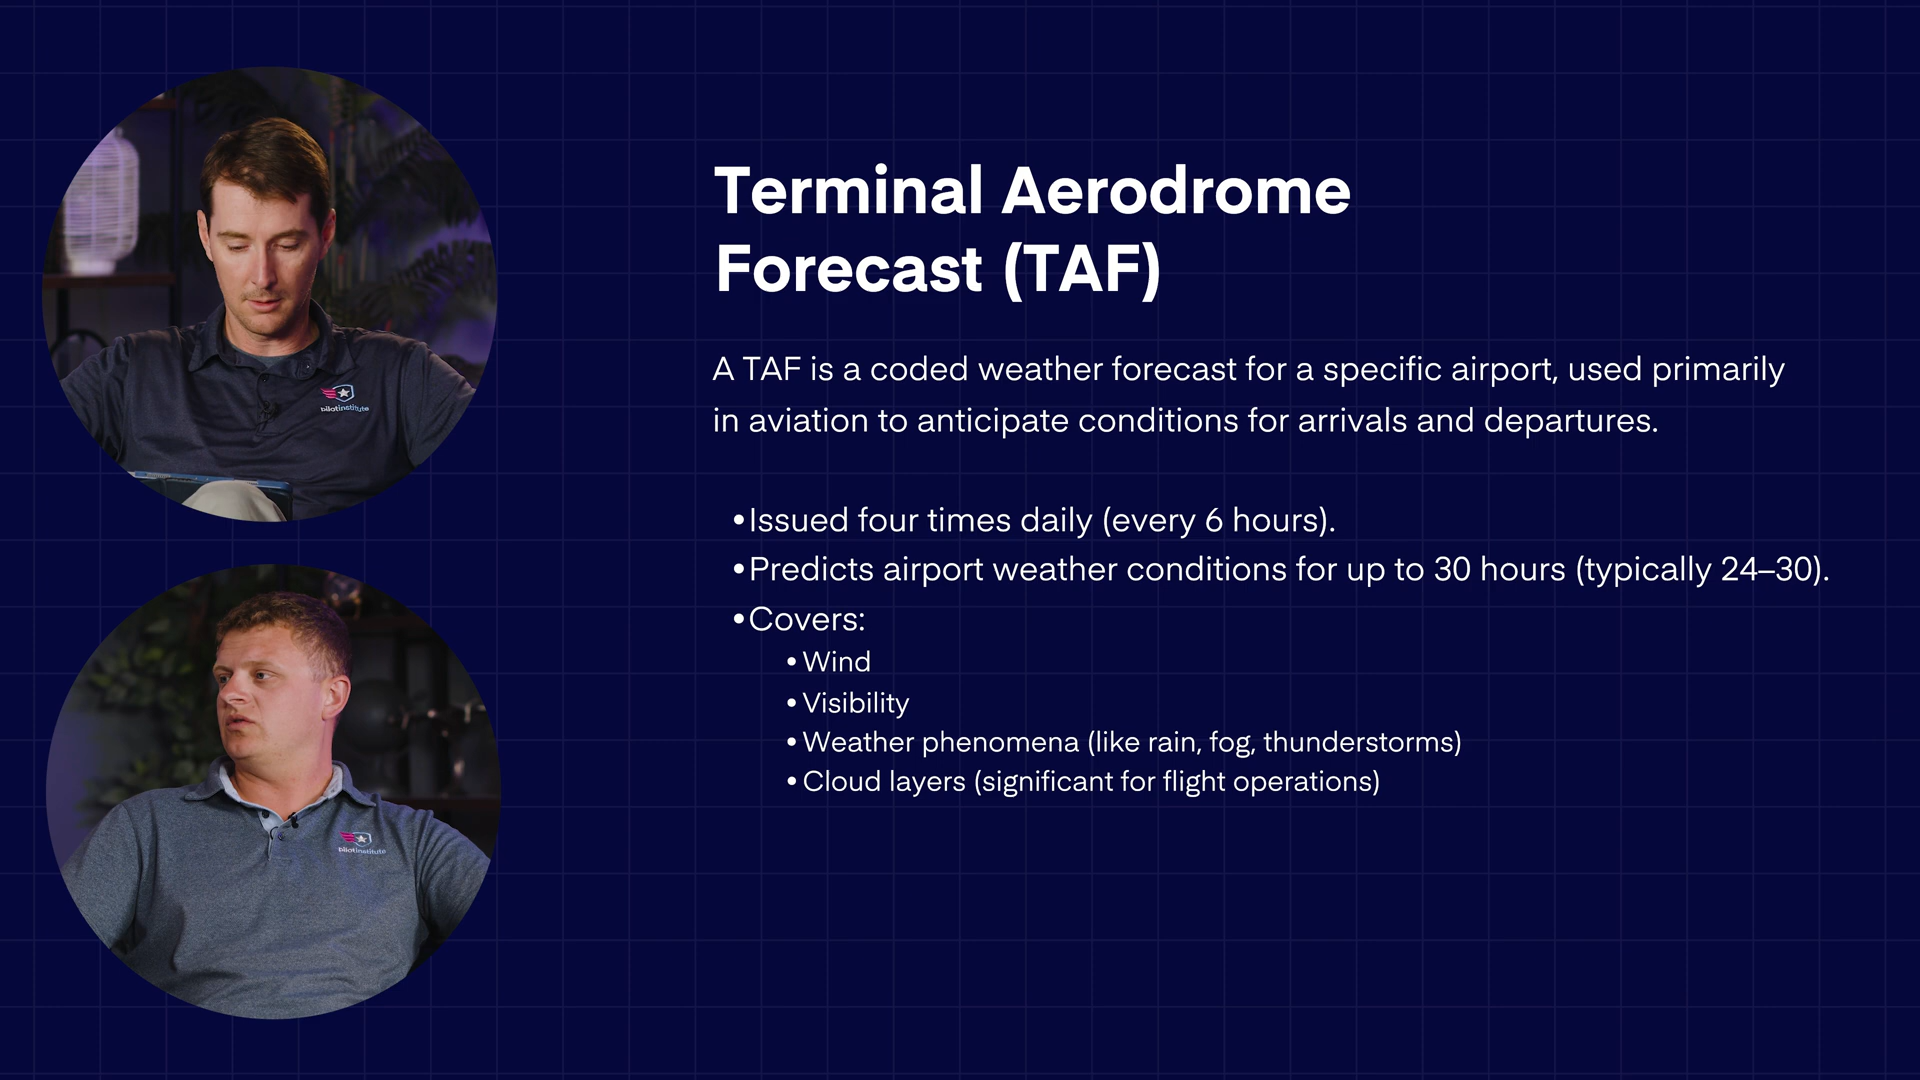 Terminal Aerodrome
Forecast (TAF)
A TAF is a coded weather forecast for a specific airport, used primarily
in aviation to anticipate conditions for arrivals and departures.
•Issued four times daily (every 6 hours).
•Predicts airport weather conditions for up to 30 hours (typically 24–30).
•Covers:
•Wind
•Visibility
•Weather phenomena (like rain, fog, thunderstorms)
•Cloud layers (significant for flight operations)
pilotinstitute
pilotinstitute